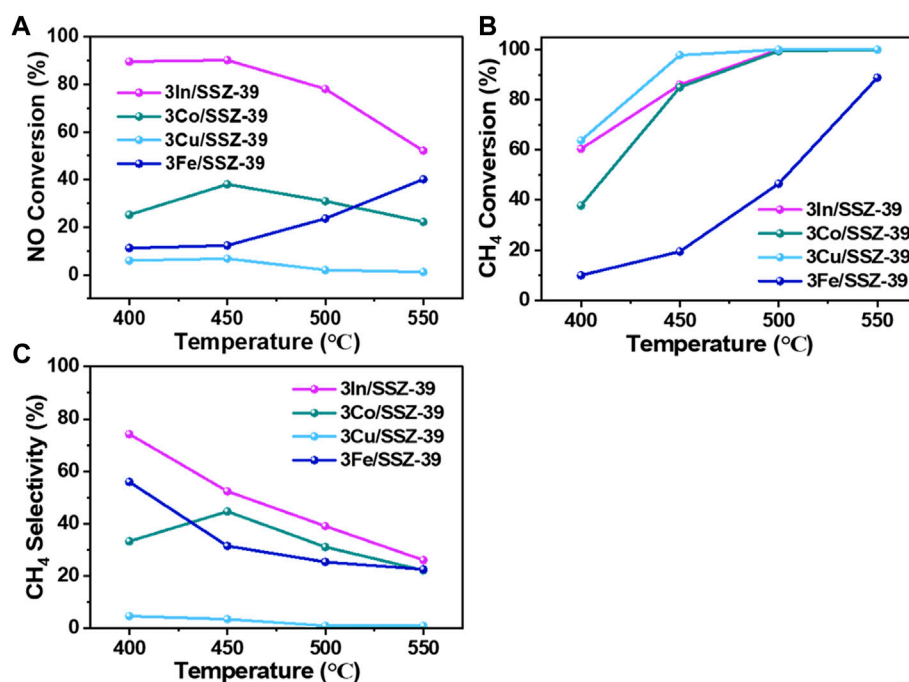 A
NO Conversion (%)
100
80
60
40
20
0
3In/SSZ-39
3Co/SSZ-39
3Cu/SSZ-39
3Fe/SSZ-39
400 450 500 550
Temperature (°C)
B
CH₄ Conversion (%)
100
80
60
40
20
0
3In/SSZ-39
3Co/SSZ-39
3Cu/SSZ-39
3Fe/SSZ-39
400 450 500 550
Temperature (°C)
C
CH₄ Selectivity (%)
100
80
60
40
20
0
3In/SSZ-39
3Co/SSZ-39
3Cu/SSZ-39
3Fe/SSZ-39
400 450 500 550
Temperature (°C)